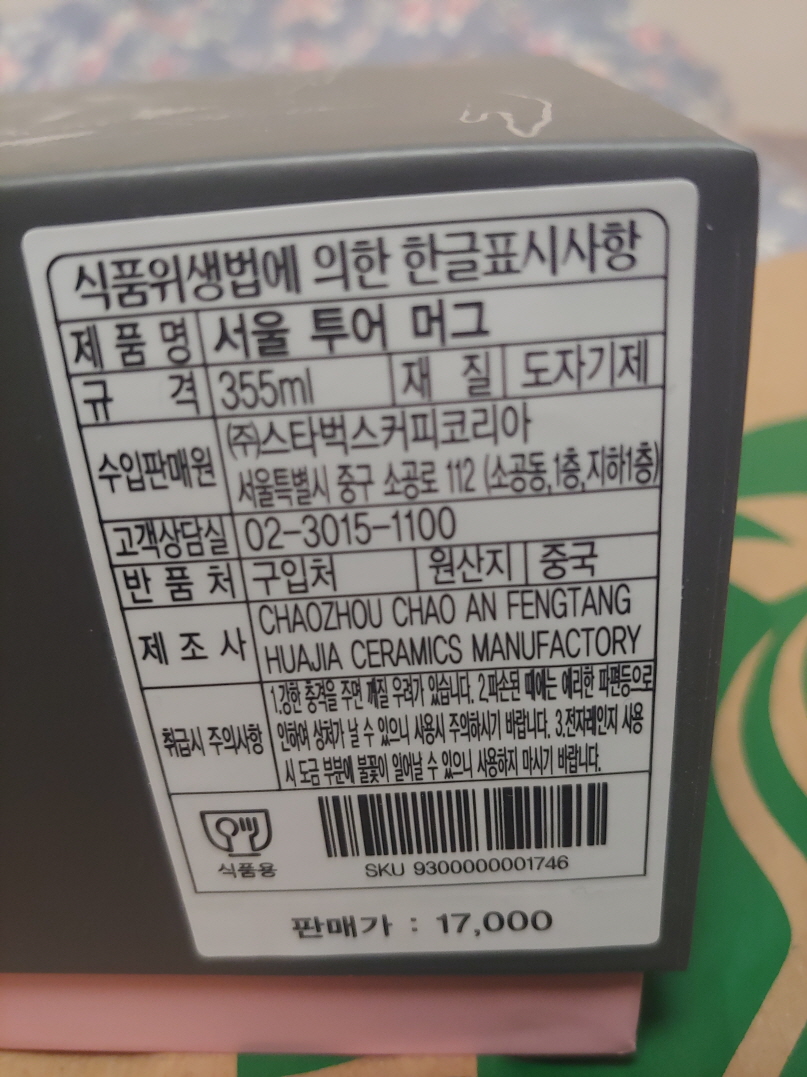 식품위생법에 의한 한글표시사항
제품명 서울 투어 머그
규격 355ml 재질 도자기제
수입판매원 (주)스타벅스커피코리아
서울특별시 중구 소공로 112 (소공동,1층,지하1층)
고객상담실 02-3015-1100
반품처 구입처 원산지 중국
제조사 CHAOZHOU CHAO AN FENGTANG
HUAJIA CERAMICS MANUFACTORY
취급시 주의사항 1.강한 충격을 주면 깨질 우려가 있습니다. 2.파손된 때에는 예리한 파편등으로
인하여 상처가 날 수 있으니 사용시 주의하시기 바랍니다. 3.전자레인지 사용
시 도금 부분에 불꽃이 일어날 수 있으니 사용하지 마시기 바랍니다.
식품용
SKU 9300000001746
판매가 : 17,000